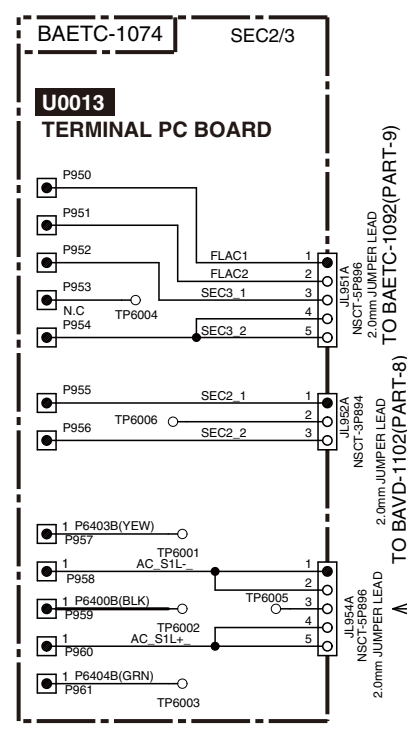 BAETC-1074
SEC2/3
U0013
TERMINAL PC BOARD
P950
P951
P952
FLAC1
1
P953
FLAC2
2
SEC3_1
3
N.C
TP6004
4
P954
SEC3_2
5
JL951A
NSCT-5P896
2.0mm JUMPER LEAD
TO BAETC-1092(PART-9)
P955
SEC2_1
1
P956
TP6006
2
SEC2_2
3
JL952A
NSCT-3P894
2.0mm JUMPER LEAD
TO BAVD-1102(PART-8)
1 P6403B(YEW)
P957
TP6001
1
AC_S1L-_
1
P958
2
1 P6400B(BLK)
P959
TP6005
3
TP6002
4
1
AC_S1L+_
5
P960
1 P6404B(GRN)
P961
TP6003
JL954A
NSCT-5P896
2.0mm JUMPER LEAD